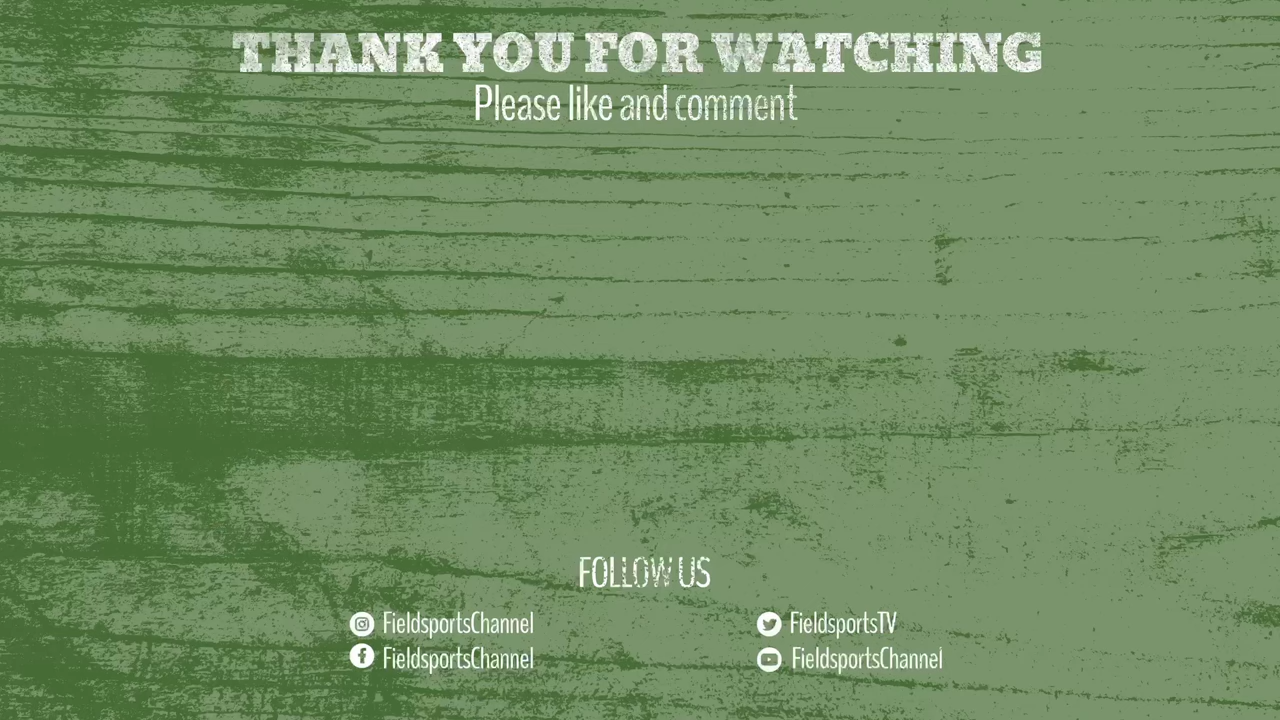 THANK YOU FOR WATCHING
Please like and comment
FOLLOW US
FieldsportsChannel
FieldsportsTV
FieldsportsChannel
FieldsportsChannel